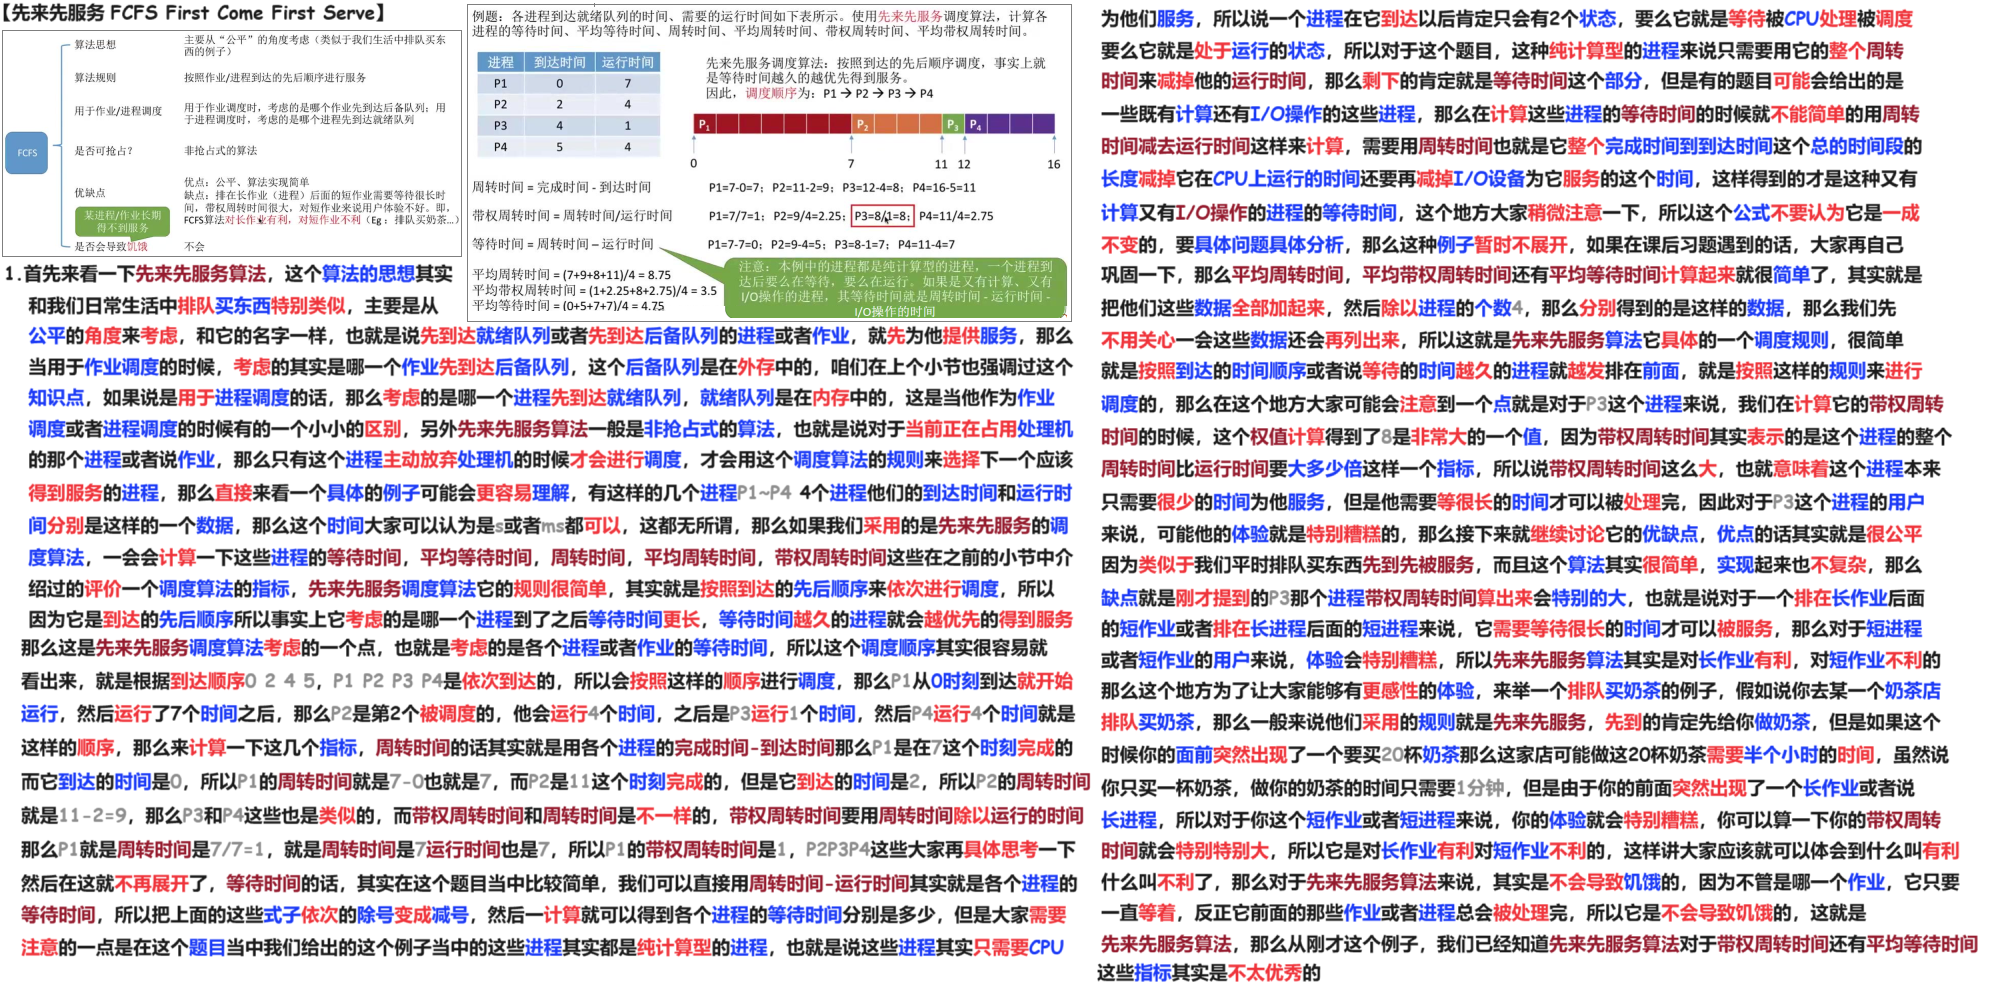 【先来先服务 FCFS First Come First Serve】
FCFS
算法思想
主要从“公平”的角度考虑（类似于我们生活中排队买东
西的例子）
算法规则
按照作业/进程到达的先后顺序进行服务
用于作业/进程调度
用于作业调度时，考虑的是哪个作业先到达后备队列；用
于进程调度时，考虑的是哪个进程先到达就绪队列
是否可抢占？
非抢占式的算法
优缺点
优点：公平、算法实现简单
缺点：排在长作业（进程）后面的短作业需要等待很长时
间，带权周转时间很大，对短作业来说用户体验不好。即，
FCFS算法对长作业有利，对短作业不利（Eg：排队买奶茶...）
某进程/作业长期
得不到服务
是否会导致饥饿
不会
例题：各进程到达就绪队列的时间、需要的运行时间如下表所示。使用先来先服务调度算法，计算各
进程的等待时间、平均等待时间、周转时间、平均周转时间、带权周转时间、平均带权周转时间。
进程 到达时间 运行时间
P1 0 7
P2 2 4
P3 4 1
P4 5 4
先来先服务调度算法：按照到达的先后顺序调度，事实上就
是等待时间越久的越优先得到服务。
因此，调度顺序为：P1 → P2 → P3 → P4
P1 P2 P3 P4
0 7 11 12 16
周转时间 = 完成时间 - 到达时间
P1=7-0=7；P2=11-2=9；P3=12-4=8；P4=16-5=11
带权周转时间 = 周转时间/运行时间
P1=7/7=1；P2=9/4=2.25；P3=8/1=8；P4=11/4=2.75
等待时间 = 周转时间 – 运行时间
P1=7-7=0；P2=9-4=5；P3=8-1=7；P4=11-4=7
平均周转时间 = (7+9+8+11)/4 = 8.75
平均带权周转时间 = (1+2.25+8+2.75)/4 = 3.5
平均等待时间 = (0+5+7+7)/4 = 4.75
注意：本例中的进程都是纯计算型的进程，一个进程到
达后要么在等待，要么在运行。如果是又有计算、又有
I/O操作的进程，其等待时间就是周转时间 - 运行时间 -
I/O操作的时间
1.首先来看一下先来先服务算法，这个算法的思想其实
和我们日常生活中排队买东西特别类似，主要是从
公平的角度来考虑，和它的名字一样，也就是说先到达就绪队列或者先到达后备队列的进程或者作业，就先为他提供服务，那么
当用于作业调度的时候，考虑的其实是哪一个作业先到达后备队列，这个后备队列是在外存中的，咱们在上个小节也强调过这个
知识点，如果说是用于进程调度的话，那么考虑的是哪一个进程先到达就绪队列，就绪队列是在内存中的，这是当他作为作业
调度或者进程调度的时候有的一个小小的区别，另外先来先服务算法一般是非抢占式的算法，也就是说对于当前正在占用处理机
的那个进程或者说作业，那么只有这个进程主动放弃处理机的时候才会进行调度，才会用这个调度算法的规则来选择下一个应该
得到服务的进程，那么直接来看一个具体的例子可能会更容易理解，有这样的几个进程P1~P4 4个进程他们的到达时间和运行时
间分别是这样的一个数据，那么这个时间大家可以认为是s或者ms都可以，这都无所谓，那么如果我们采用的是先来先服务的调
度算法，一会会计算一下这些进程的等待时间，平均等待时间，周转时间，平均周转时间，带权周转时间这些在之前的小节中介
绍过的评价一个调度算法的指标，先来先服务调度算法它的规则很简单，其实就是按照到达的先后顺序来依次进行调度，所以
因为它是到达的先后顺序所以事实上它考虑的是哪一个进程到了之后等待时间更长，等待时间越久的进程就会越优先的得到服务
那么这是先来先服务调度算法考虑的一个点，也就是考虑的是各个进程或者作业的等待时间，所以这个调度顺序其实很容易就
看出来，就是根据到达顺序0 2 4 5，P1 P2 P3 P4是依次到达的，所以会按照这样的顺序进行调度，那么P1从0时刻到达就开始
运行，然后运行了7个时间之后，那么P2是第2个被调度的，他会运行4个时间，之后是P3运行1个时间，然后P4运行4个时间就是
这样的顺序，那么来计算一下这几个指标，周转时间的话其实就是用各个进程的完成时间-到达时间那么P1是在7这个时刻完成的
而它到达的时间是0，所以P1的周转时间就是7-0也就是7，而P2是11这个时刻完成的，但是它到达的时间是2，所以P2的周转时间
就是11-2=9，那么P3和P4这些也是类似的，而带权周转时间和周转时间是不一样的，带权周转时间要用周转时间除以运行的时间
那么P1就是周转时间是7/7=1，就是周转时间是7运行时间也是7，所以P1的带权周转时间是1，P2P3P4这些大家再具体思考一下
然后在这就不再展开了，等待时间的话，其实在这个题目当中比较简单，我们可以直接用周转时间-运行时间其实就是各个进程的
等待时间，所以把上面的这些式子依次的除号变成减号，然后一计算就可以得到各个进程的等待时间分别是多少，但是大家需要
注意的一点是在这个题目当中我们给出的这个例子当中的这些进程其实都是纯计算型的进程，也就是说这些进程其实只需要CPU
为他们服务，所以说一个进程在它到达以后肯定只会有2个状态，要么它就是等待被CPU处理被调度
要么它就是处于运行的状态，所以对于这个题目，这种纯计算型的进程来说只需要用它的整个周转
时间来减掉他的运行时间，那么剩下的肯定就是等待时间这个部分，但是有的题目可能会给出的是
一些既有计算还有I/O操作的这些进程，那么在计算这些进程的等待时间的时候就不能简单的用周转
时间减去运行时间这样来计算，需要用周转时间也就是它整个完成时间到到达时间这个总的时间段的
长度减掉它在CPU上运行的时间还要再减掉I/O设备为它服务的这个时间，这样得到的才是这种又有
计算又有I/O操作的进程的等待时间，这个地方大家稍微注意一下，所以这个公式不要认为它是一成
不变的，要具体问题具体分析，那么这种例子暂时不展开，如果在课后习题遇到的话，大家再自己
巩固一下，那么平均周转时间，平均带权周转时间还有平均等待时间计算起来就很简单了，其实就是
把他们这些数据全部加起来，然后除以进程的个数4，那么分别得到的是这样的数据，那么我们先
不用关心一会这些数据还会再列出来，所以这就是先来先服务算法它具体的一个调度规则，很简单
就是按照到达的时间顺序或者说等待的时间越久的进程就越发排在前面，就是按照这样的规则来进行
调度的，那么在这个地方大家可能会注意到一个点就是对于P3这个进程来说，我们在计算它的带权周转
时间的时候，这个权值计算得到了8是非常大的一个值，因为带权周转时间其实表示的是这个进程的整个
周转时间比运行时间要大多少倍这样一个指标，所以说带权周转时间这么大，也就意味着这个进程本来
只需要很少的时间为他服务，但是他需要等很长的时间才可以被处理完，因此对于P3这个进程的用户
来说，可能他的体验就是特别糟糕的，那么接下来就继续讨论它的优缺点，优点的话其实就是很公平
因为类似于我们平时排队买东西先到先被服务，而且这个算法其实很简单，实现起来也不复杂，那么
缺点就是刚才提到的P3那个进程带权周转时间算出来会特别的大，也就是说对于一个排在长作业后面
的短作业或者排在长进程后面的短进程来说，它需要等待很长的时间才可以被服务，那么对于短进程
或者短作业的用户来说，体验会特别糟糕，所以先来先服务算法其实是对长作业有利，对短作业不利的
那么这个地方为了让大家能够有更感性的体验，来举一个排队买奶茶的例子，假如说你去某一个奶茶店
排队买奶茶，那么一般来说他们采用的规则就是先来先服务，先到的肯定先给你做奶茶，但是如果这个
时候你的面前突然出现了一个要买20杯奶茶那么这家店可能做这20杯奶茶需要半个小时的时间，虽然说
你只买一杯奶茶，做你的奶茶的时间只需要1分钟，但是由于你的前面突然出现了一个长作业或者说
长进程，所以对于你这个短作业或者短进程来说，你的体验就会特别糟糕，你可以算一下你的带权周转
时间就会特别特别大，所以它是对长作业有利对短作业不利的，这样讲大家应该就可以体会到什么叫有利
什么叫不利了，那么对于先来先服务算法来说，其实是不会导致饥饿的，因为不管是哪一个作业，它只要
一直等着，反正它前面的那些作业或者进程总会被处理完，所以它是不会导致饥饿的，这就是
先来先服务算法，那么从刚才这个例子，我们已经知道先来先服务算法对于带权周转时间还有平均等待时间
这些指标其实是不太优秀的